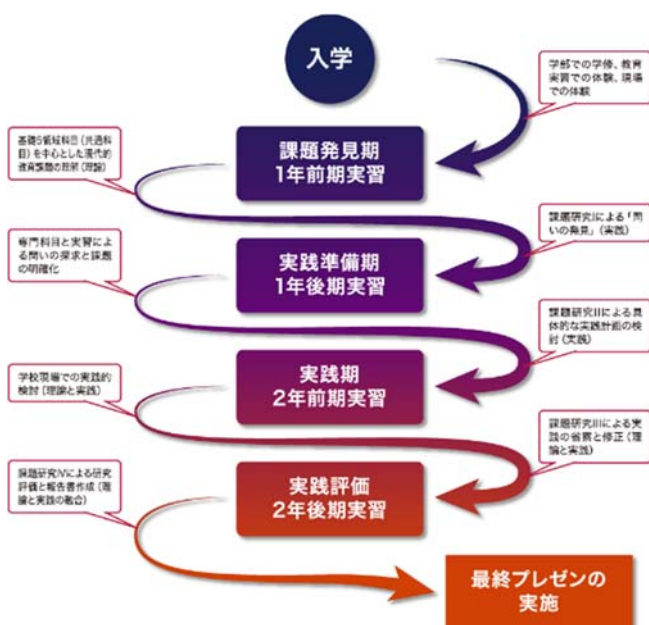 入学
学部での学修、教育
実習での体験、現場
での体験
課題発見期
1年前期実習
基礎5領域科目(共通科
目)を中心とした現代的
教育課題の理解(理論)
課題研究Iによる「問
いの発見」(実践)
実践準備期
1年後期実習
専門科目と実習によ
る問いの探求と課題
の明確化
課題研究IIによる具
体的な実践計画の検
討(実践)
実践期
2年前期実習
学校現場での実践的
検討(理論と実践)
課題研究IIIによる実
践の省察と修正(理
論と実践)
実践評価
2年後期実習
課題研究IVによる研究
評価と報告書作成(理
論と実践の融合)
最終プレゼンの
実施